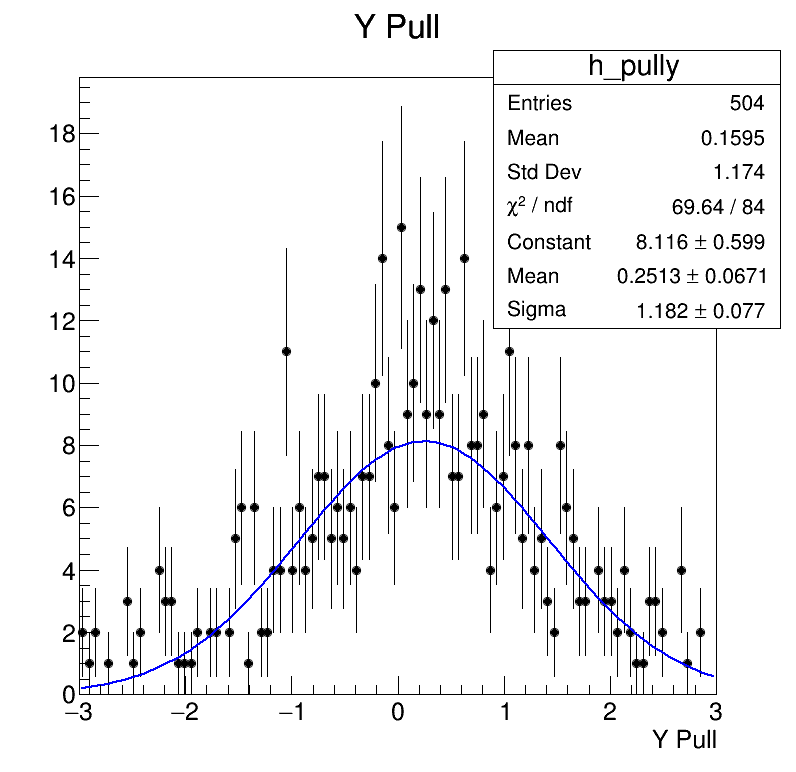 Y Pull
h_pully
Entries 504
Mean 0.1595
Std Dev 1.174
χ² / ndf 69.64 / 84
Constant 8.116 ± 0.599
Mean 0.2513 ± 0.0671
Sigma 1.182 ± 0.077
18
16
14
12
10
8
6
4
2
0
−3 −2 −1 0 1 2 3
Y Pull